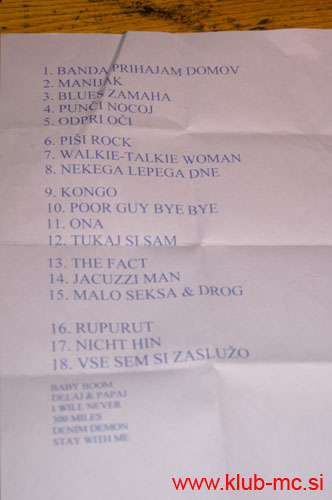 1. BANDA PRIHAJAM DOMOV
2. MANIJAK
3. BLUES ZAMAHA
4. PUNČI NOCOJ
5. ODPRI OČI
6. PIŠI ROCK
7. WALKIE-TALKIE WOMAN
8. NEKEGA LEPEGA DNE
9. KONGO
10. POOR GUY BYE BYE
11. ONA
12. TUKAJ SI SAM
13. THE FACT
14. JACUZZI MAN
15. MALO SEKSA & DROG
16. RUPURUT
17. NICHT HIN
18. VSE SEM SI ZASLUŽO
BABY BOOM
DELAJ & PAPAJ
I WILL NEVER
300 MILES
DENIM DEMON
STAY WITH ME
www.klub-mc.si